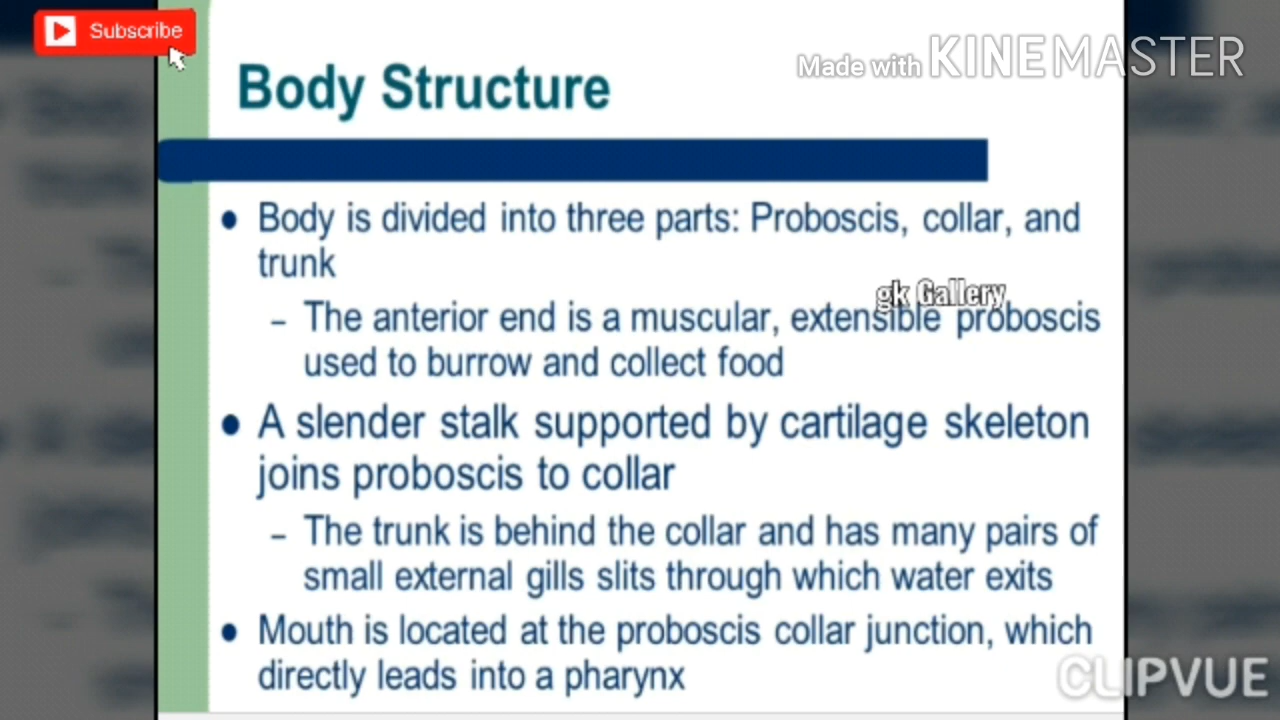 Subscribe
Made with KINEMASTER
Body Structure
● Body is divided into three parts: Proboscis, collar, and
trunk
gk Gallery
– The anterior end is a muscular, extensible proboscis
used to burrow and collect food
● A slender stalk supported by cartilage skeleton
joins proboscis to collar
– The trunk is behind the collar and has many pairs of
small external gills slits through which water exits
● Mouth is located at the proboscis collar junction, which
directly leads into a pharynx
CLIPVUE